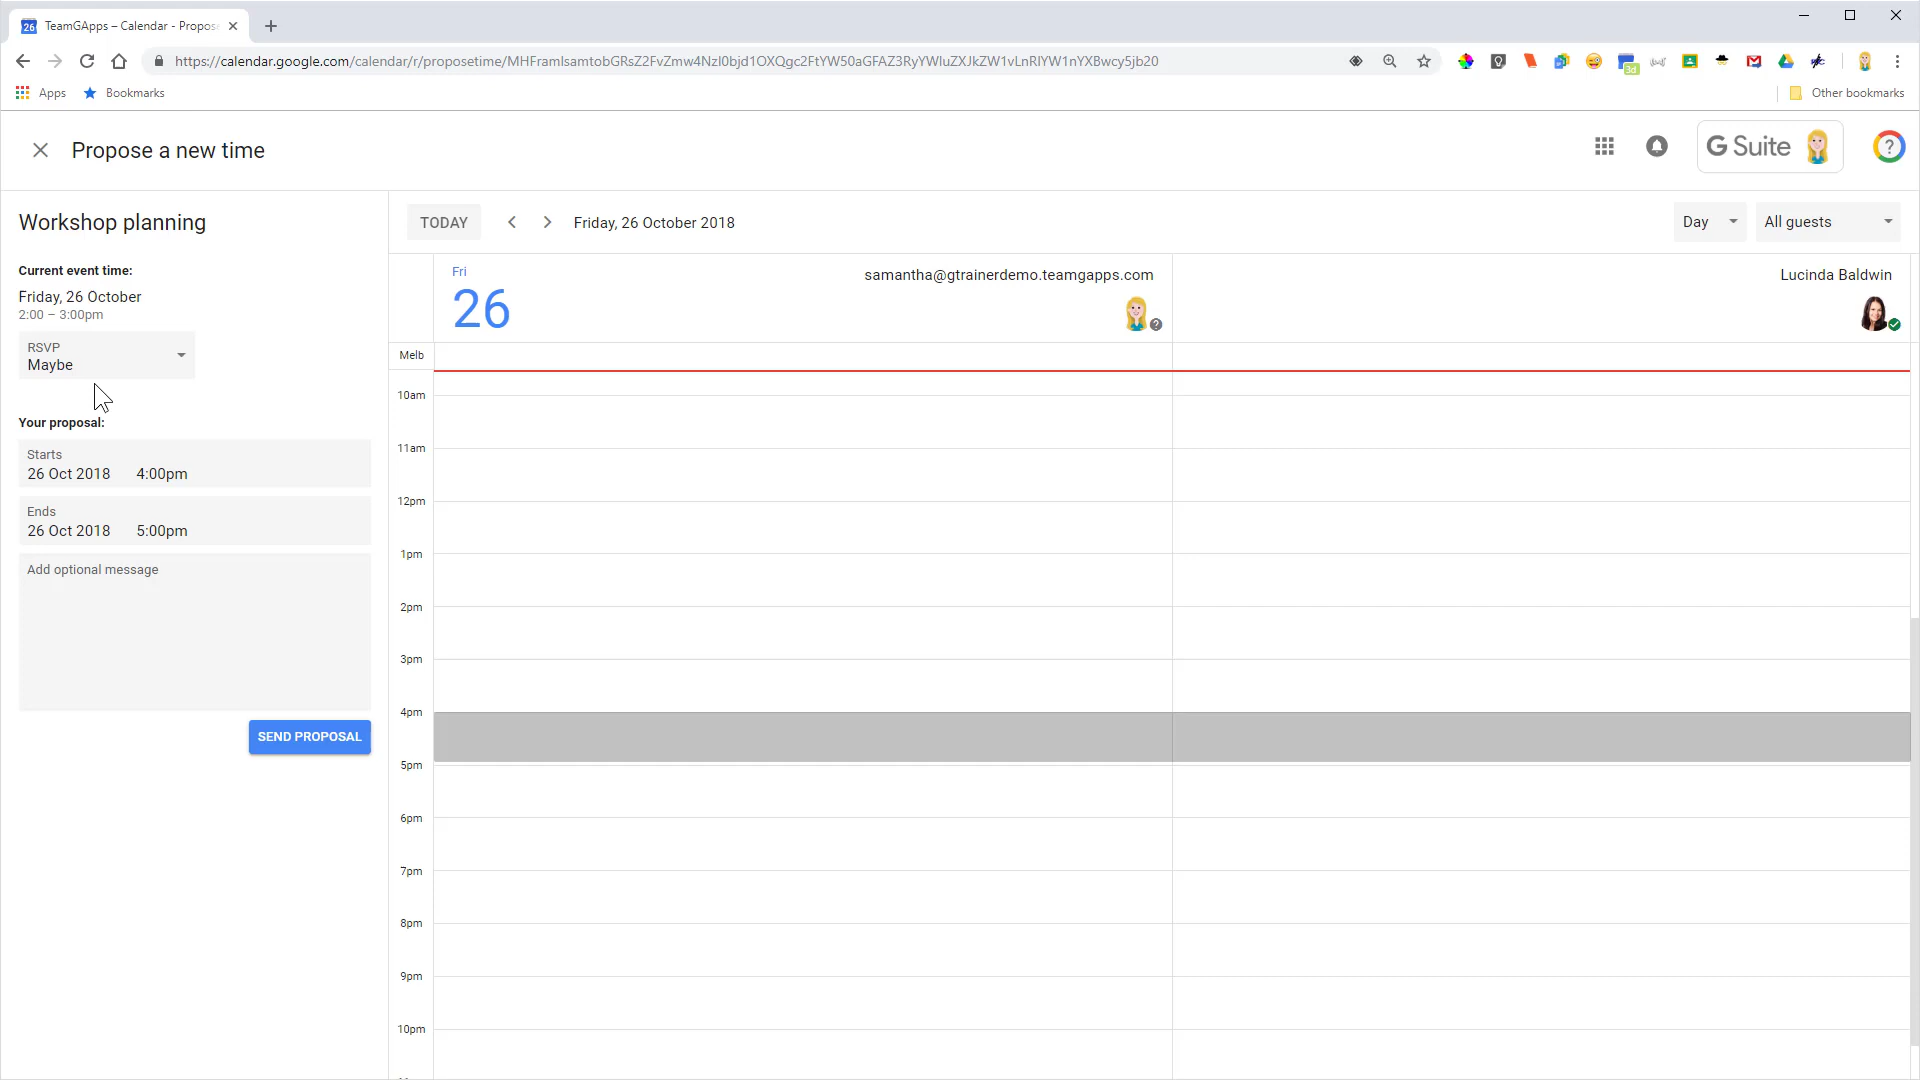 TeamGApps – Calendar - Propose
https://calendar.google.com/calendar/r/proposetime/MHFramlsamtobGRsZ2FvZmw4NzI0bjd1OXQgc2FtYW50aGFAZ3RyYWluZXJkZW1vLnRlYW1nYXBwcy5jb20
Apps
Bookmarks
Other bookmarks
Propose a new time
G Suite
Workshop planning
TODAY
Friday, 26 October 2018
Day
All guests
Current event time:
Friday, 26 October
2:00 – 3:00pm
RSVP
Maybe
Your proposal:
Starts
26 Oct 2018 4:00pm
Ends
26 Oct 2018 5:00pm
Add optional message
SEND PROPOSAL
Fri
26
samantha@gtrainerdemo.teamgapps.com
Lucinda Baldwin
Melb
10am
11am
12pm
1pm
2pm
3pm
4pm
5pm
6pm
7pm
8pm
9pm
10pm